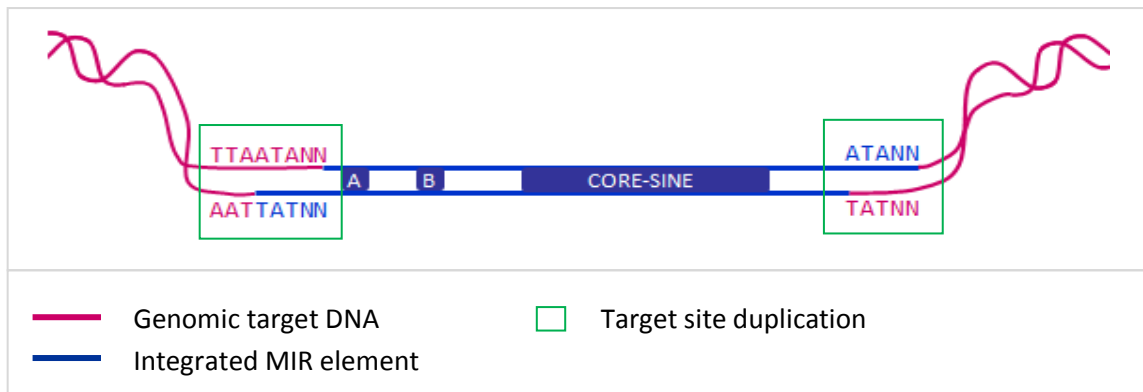 TTAATANN
ATANN
A
B
CORE-SINE
AATTATNN
TATNN
Genomic target DNA
Target site duplication
Integrated MIR element